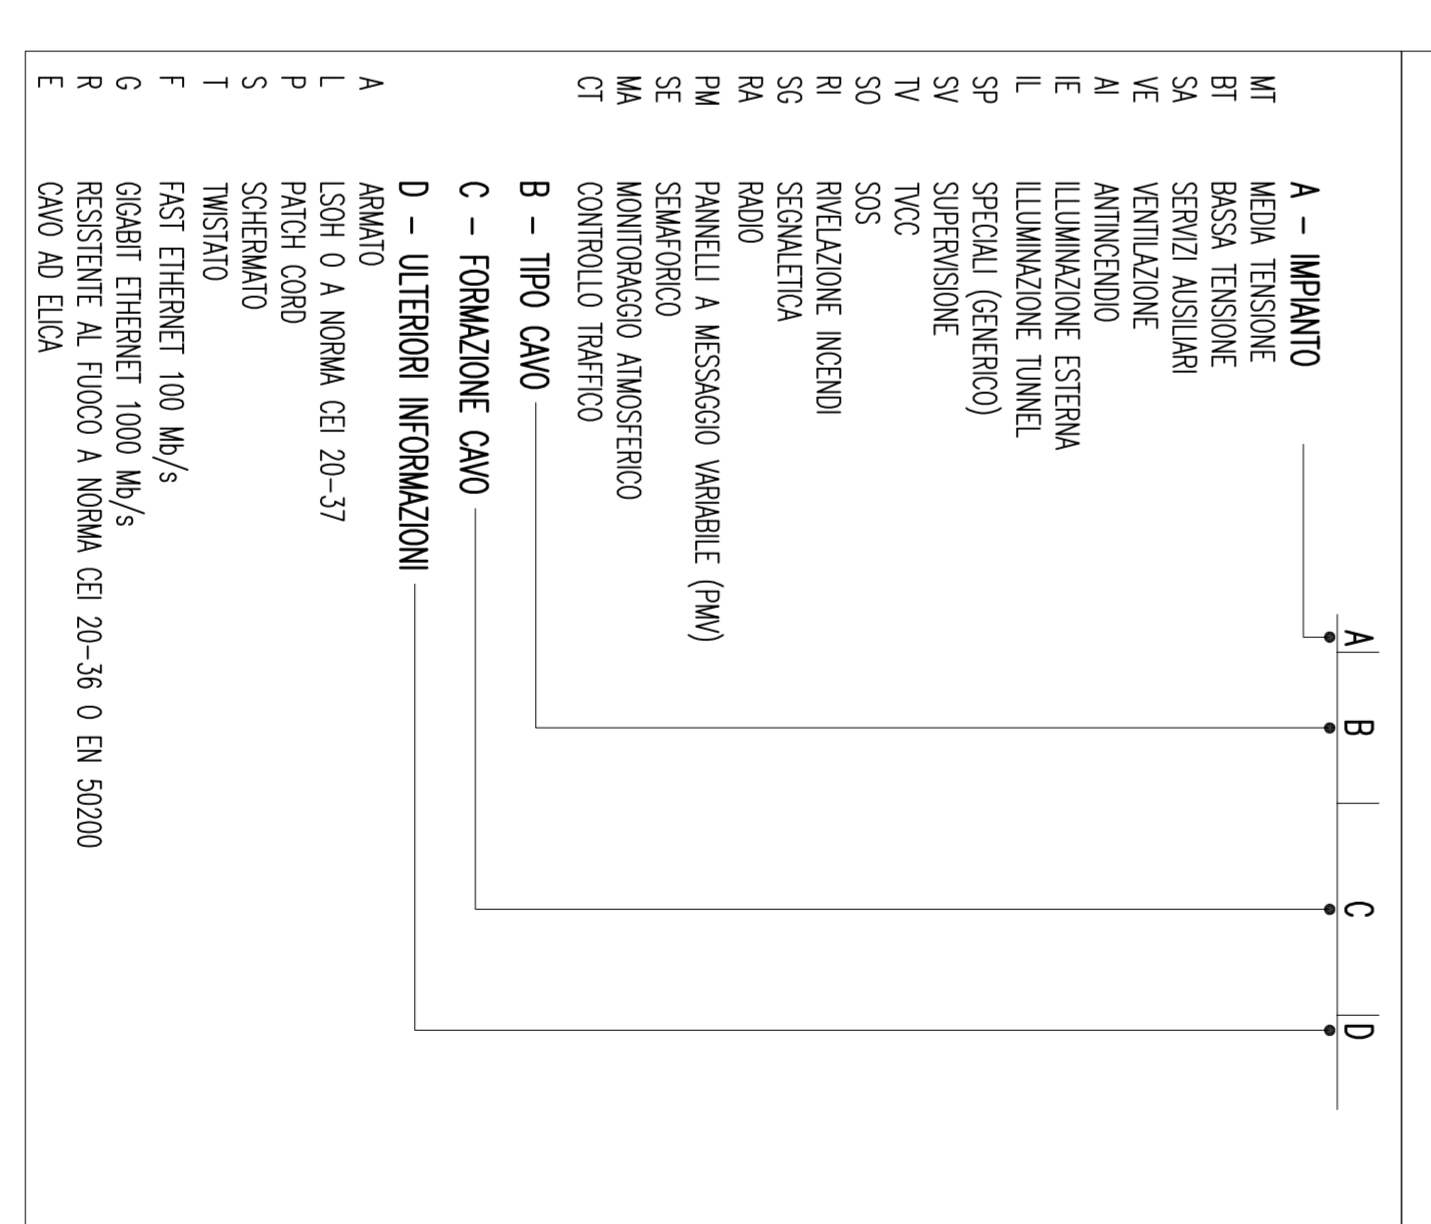 A B C D
A – IMPIANTO
MT MEDIA TENSIONE
BT BASSA TENSIONE
SA SERVIZI AUSILIARI
VE VENTILAZIONE
AI ANTINCENDIO
IE ILLUMINAZIONE ESTERNA
IL ILLUMINAZIONE TUNNEL
SP SPECIALI (GENERICO)
SV SUPERVISIONE
TV TVCC
SO SOS
RI RIVELAZIONE INCENDI
SG SEGNALETICA
RA RADIO
PM PANNELLI A MESSAGGIO VARIABILE (PMV)
SE SEMAFORICO
MA MONITORAGGIO ATMOSFERICO
CT CONTROLLO TRAFFICO
B – TIPO CAVO
C – FORMAZIONE CAVO
D – ULTERIORI INFORMAZIONI
A ARMATO
L LSOH O A NORMA CEI 20-37
P PATCH CORD
S SCHERMATO
T TWISTATO
F FAST ETHERNET 100 Mb/s
G GIGABIT ETHERNET 1000 Mb/s
R RESISTENTE AL FUOCO A NORMA CEI 20-36 O EN 50200
E CAVO AD ELICA